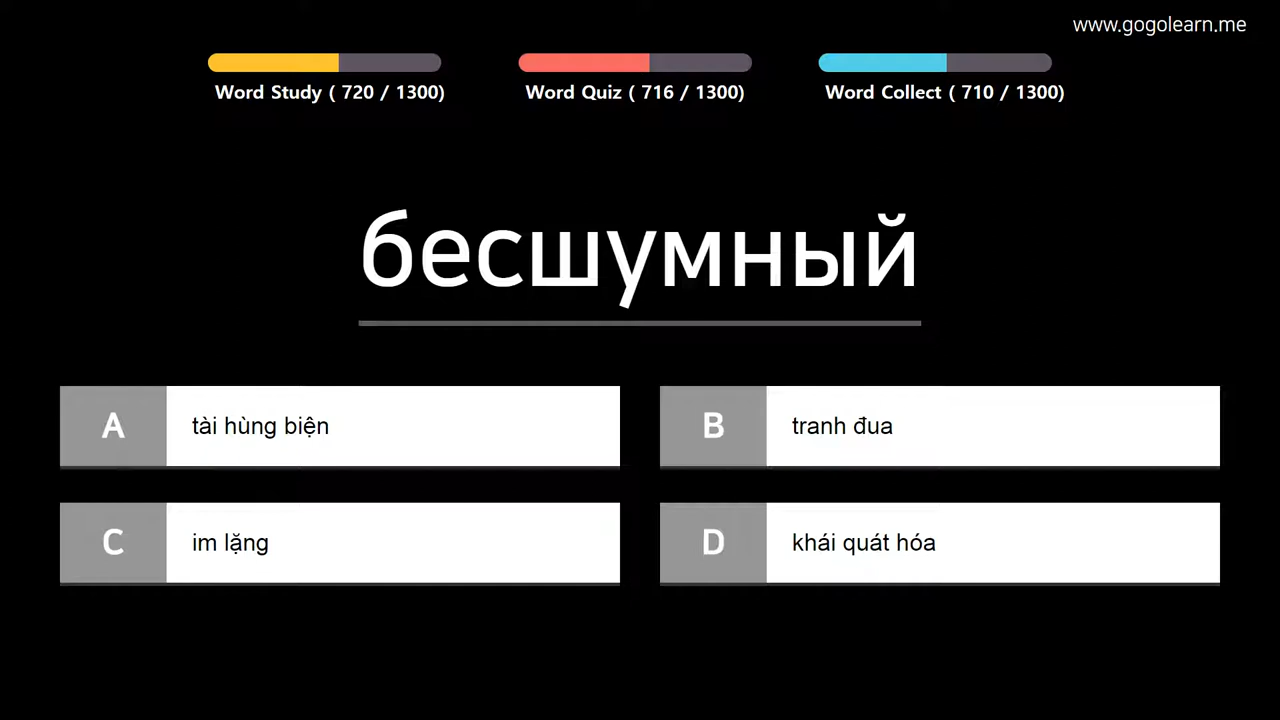 www.gogolearn.me
Word Study ( 720 / 1300)
Word Quiz ( 716 / 1300)
Word Collect ( 710 / 1300)
бесшумный
A tài hùng biện
B tranh đua
C im lặng
D khái quát hóa